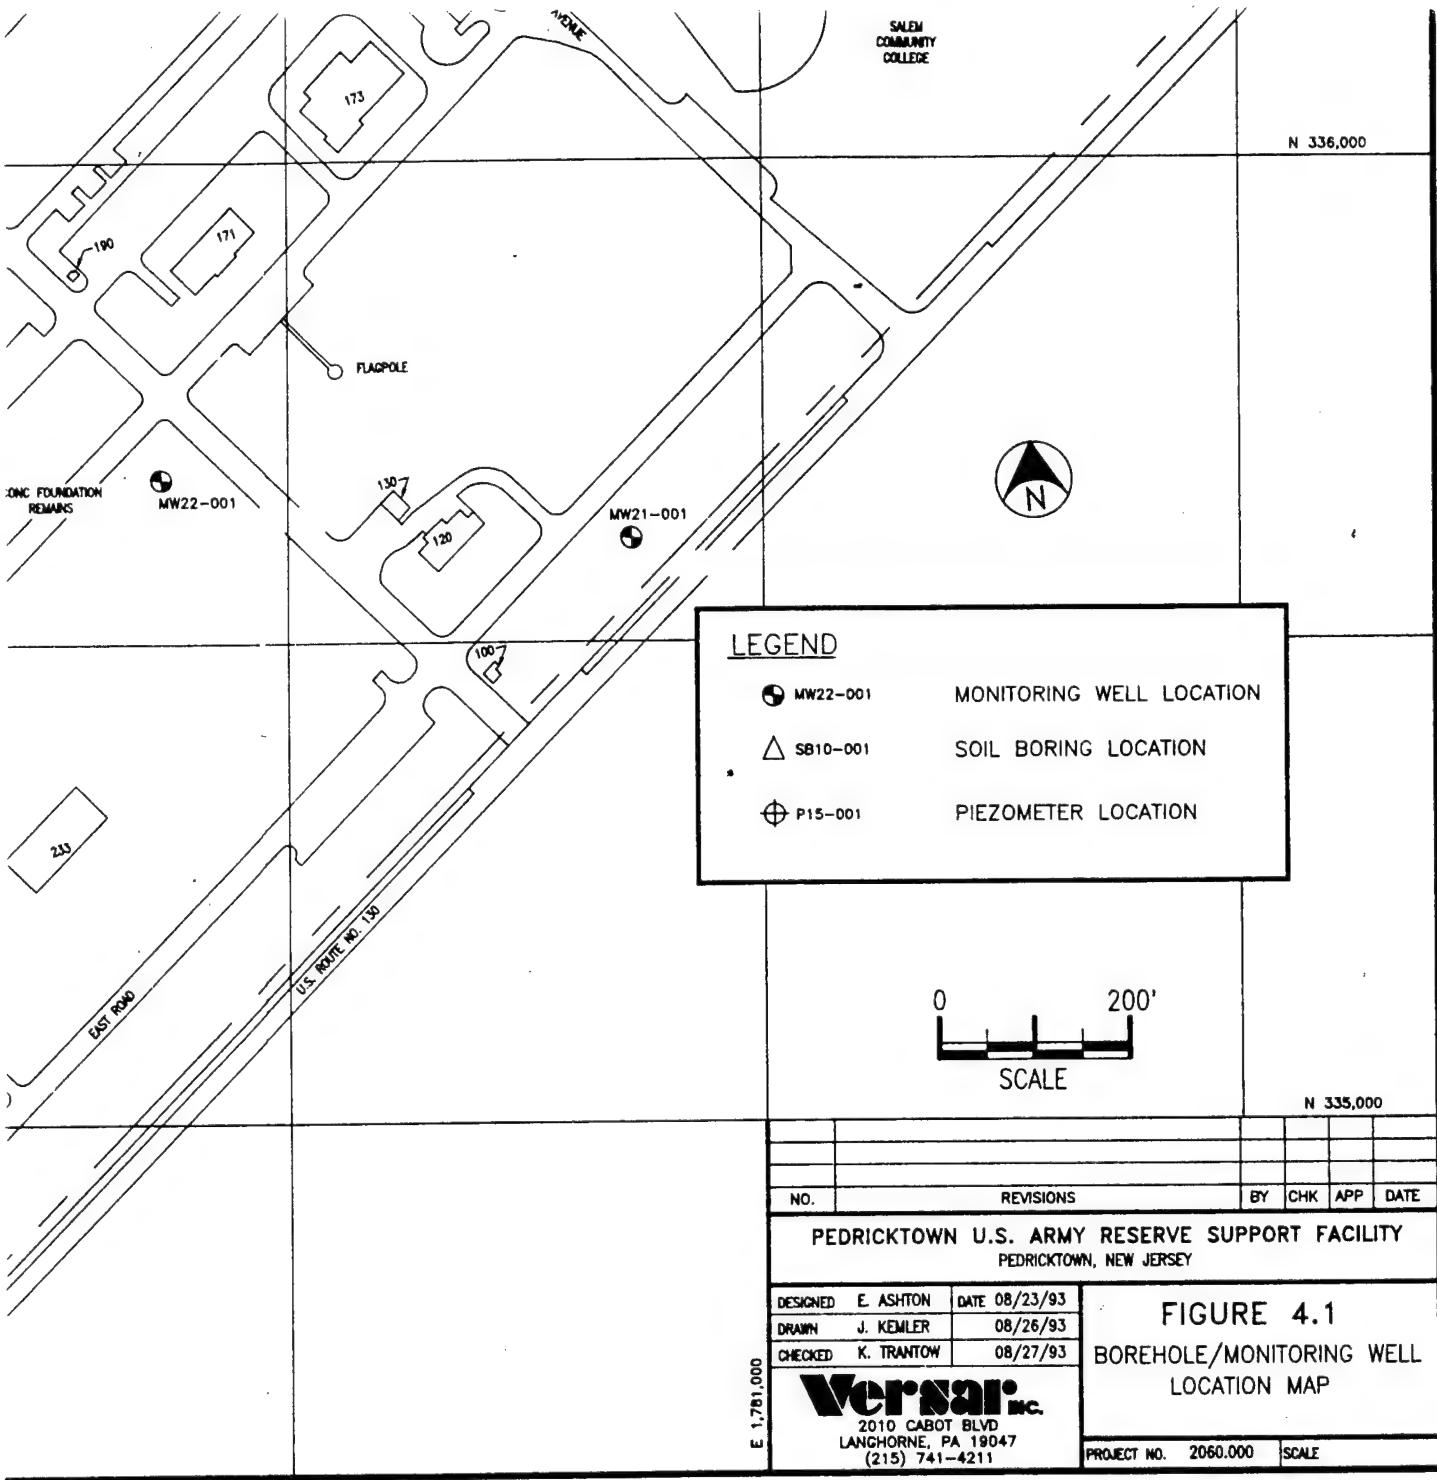 AVENUE
SALEM
COMMUNITY
COLLEGE
173
N 336,000
190
171
FLAGPOLE
CONC FOUNDATION
REMAINS
MW22-001
130
120
MW21-001
N
100
LEGEND
MW22-001 MONITORING WELL LOCATION
SB10-001 SOIL BORING LOCATION
P15-001 PIEZOMETER LOCATION
233
U.S. ROUTE NO. 130
EAST ROAD
0 200'
SCALE
N 335,000
NO. REVISIONS BY CHK APP DATE
PEDRICKTOWN U.S. ARMY RESERVE SUPPORT FACILITY
PEDRICKTOWN, NEW JERSEY
DESIGNED E. ASHTON DATE 08/23/93
DRAWN J. KEMLER 08/26/93
CHECKED K. TRANTOW 08/27/93
FIGURE 4.1
BOREHOLE/MONITORING WELL
LOCATION MAP
E 1,781,000
Versar INC.
2010 CABOT BLVD
LANGHORNE, PA 19047
(215) 741-4211
PROJECT NO. 2060.000 SCALE